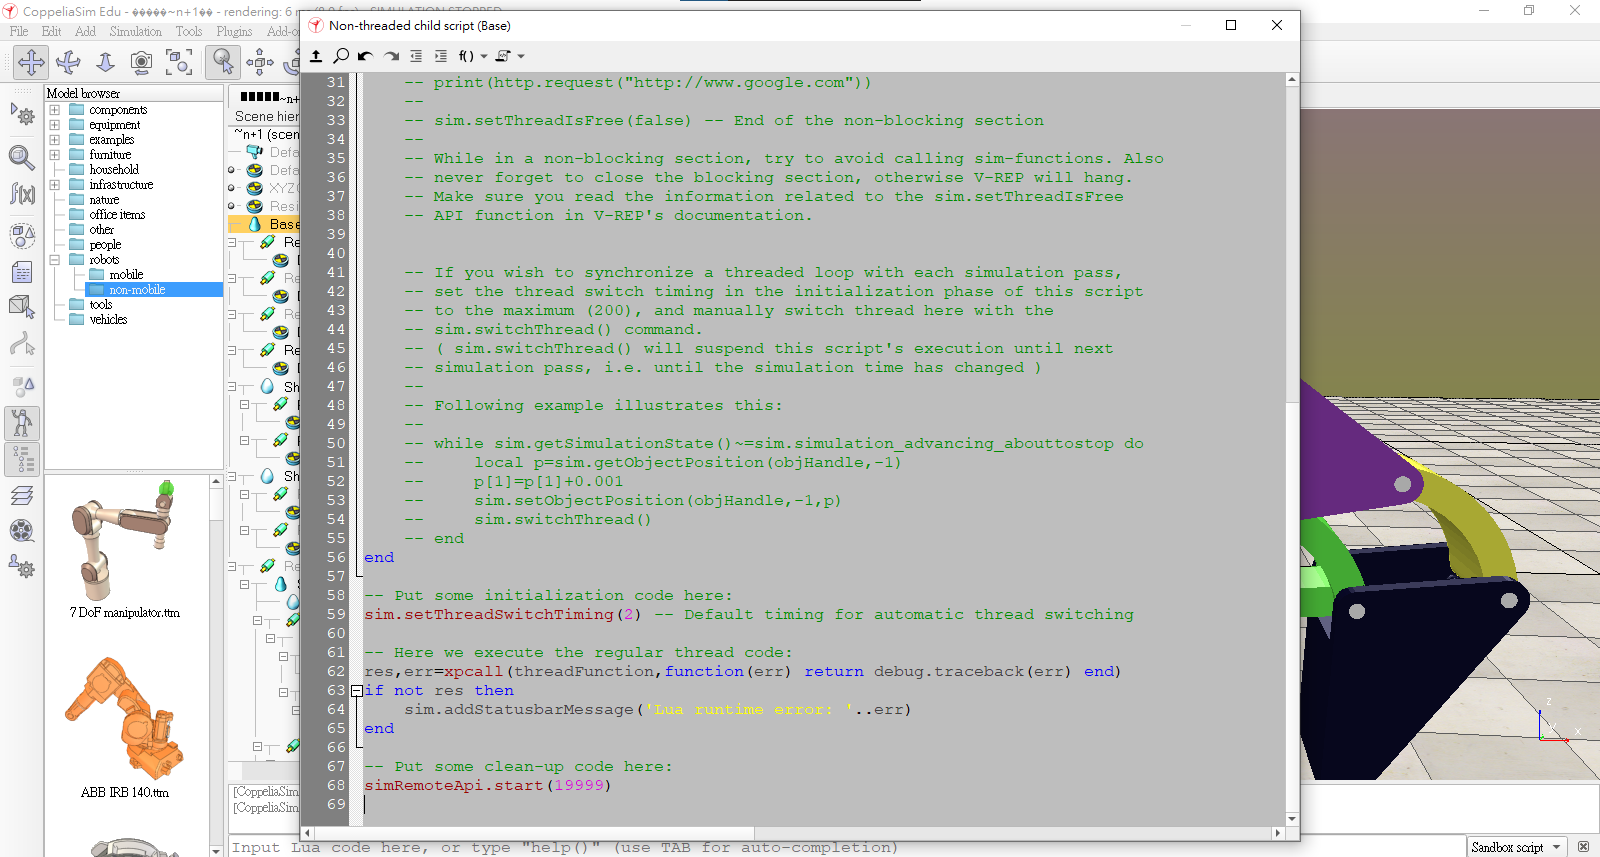 CoppeliaSim Edu - �����~n+1�� - rendering: 6 m
SIMULATION STOPPED
File Edit Add Simulation Tools Plugins Add-o
Non-threaded child script (Base)
f()
Model browser
components
equipment
examples
furniture
household
infrastructure
nature
office items
other
people
robots
mobile
non-mobile
tools
vehicles
7 DoF manipulator.ttm
ABB IRB 140.ttm
~n+
Scene hier
~n+1 (scen
Defa
Defa
XYZC
Resi
Base
Re
D
Re
D
Re
D
Re
D
Sh
F
F
Sh
Re
31 -- print(http.request("http://www.google.com"))
32 --
33 -- sim.setThreadIsFree(false) -- End of the non-blocking section
34 --
35 -- While in a non-blocking section, try to avoid calling sim-functions. Also
36 -- never forget to close the blocking section, otherwise V-REP will hang.
37 -- Make sure you read the information related to the sim.setThreadIsFree
38 -- API function in V-REP's documentation.
39
40
41 -- If you wish to synchronize a threaded loop with each simulation pass,
42 -- set the thread switch timing in the initialization phase of this script
43 -- to the maximum (200), and manually switch thread here with the
44 -- sim.switchThread() command.
45 -- ( sim.switchThread() will suspend this script's execution until next
46 -- simulation pass, i.e. until the simulation time has changed )
47 --
48 -- Following example illustrates this:
49 --
50 -- while sim.getSimulationState()~=sim.simulation_advancing_abouttostop do
51 -- local p=sim.getObjectPosition(objHandle,-1)
52 -- p[1]=p[1]+0.001
53 -- sim.setObjectPosition(objHandle,-1,p)
54 -- sim.switchThread()
55 -- end
56 end
57
58 -- Put some initialization code here:
59 sim.setThreadSwitchTiming(2) -- Default timing for automatic thread switching
60
61 -- Here we execute the regular thread code:
62 res,err=xpcall(threadFunction,function(err) return debug.traceback(err) end)
63 if not res then
64 sim.addStatusbarMessage('Lua runtime error: '..err)
65 end
66
67 -- Put some clean-up code here:
68 simRemoteApi.start(19999)
69
z
x
[CoppeliaSim
[CoppeliaSim
Input Lua code here, or type "help()" (use TAB for auto-completion)
Sandbox script